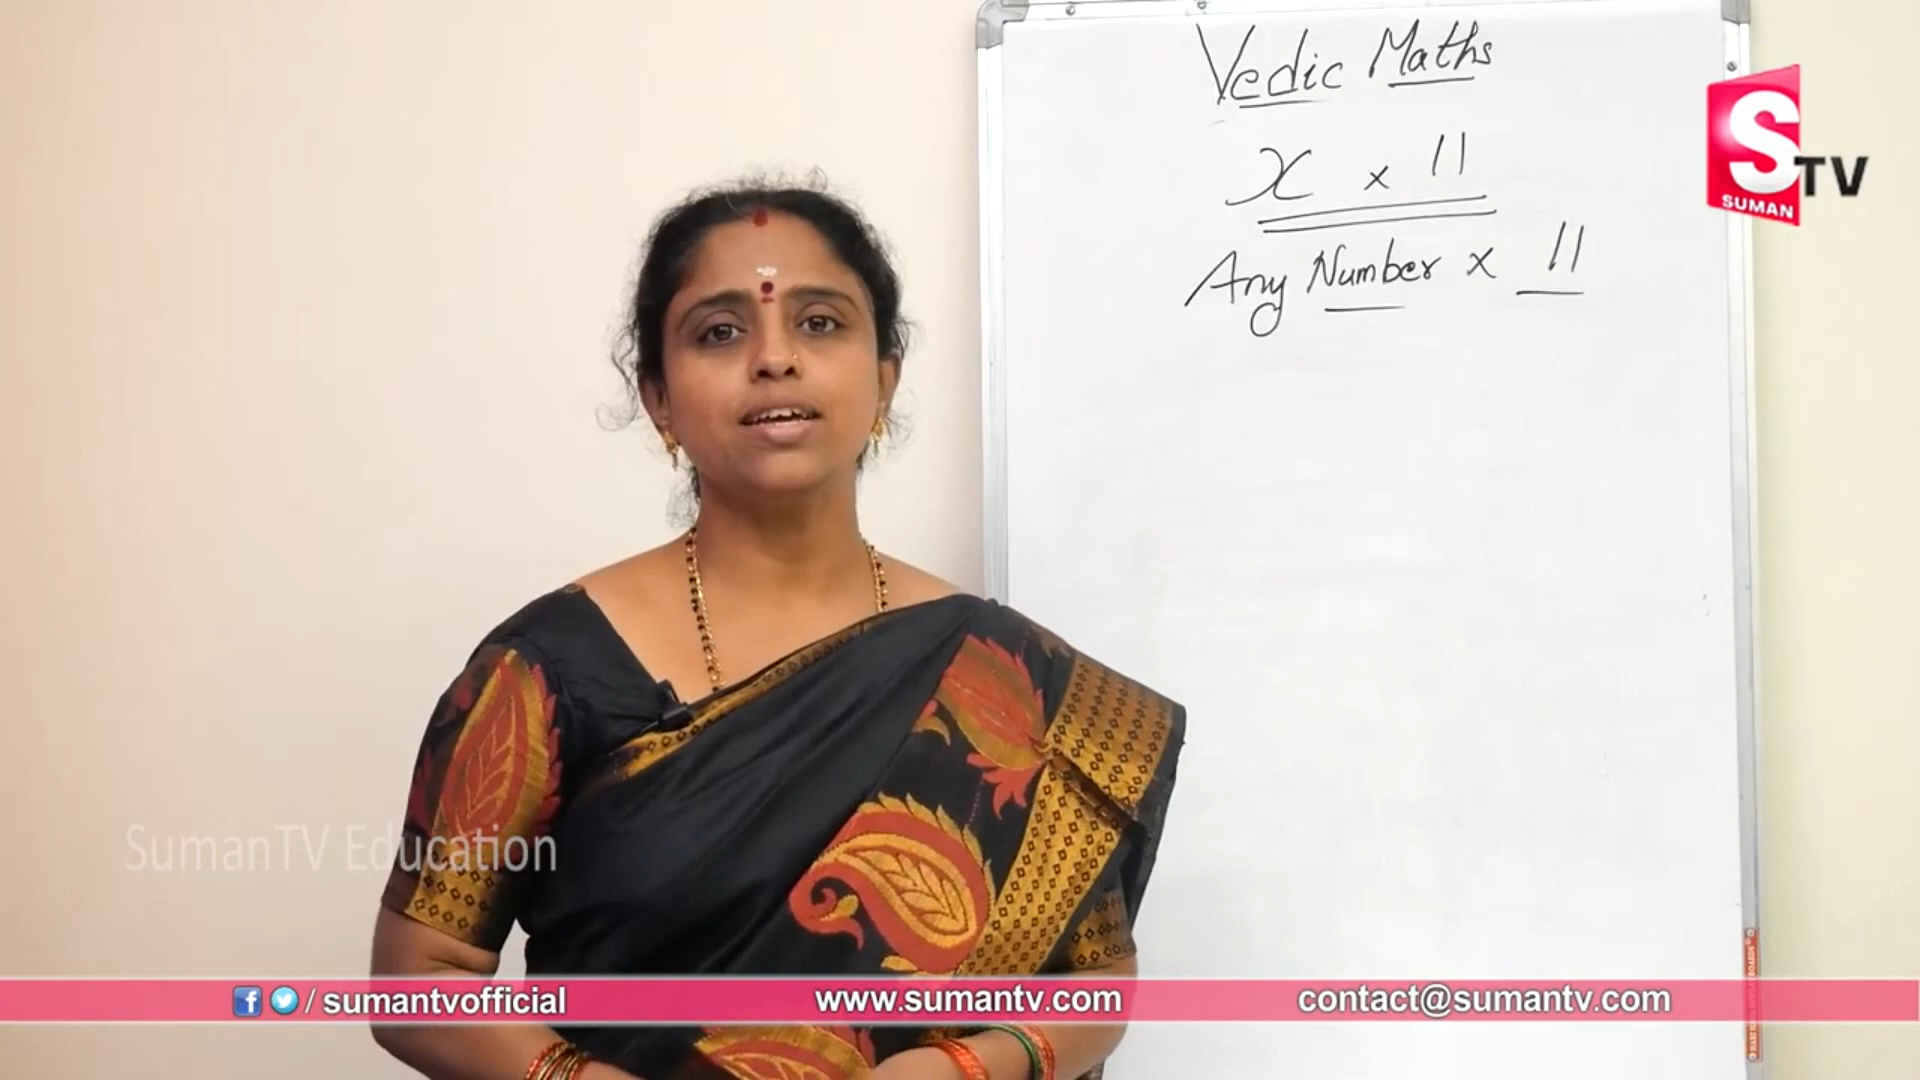 Vedic Maths
x × 11
Any Number × 11
S TV
SUMAN
SumanTV Education
/ sumantvofficial
www.sumantv.com
contact@sumantv.com